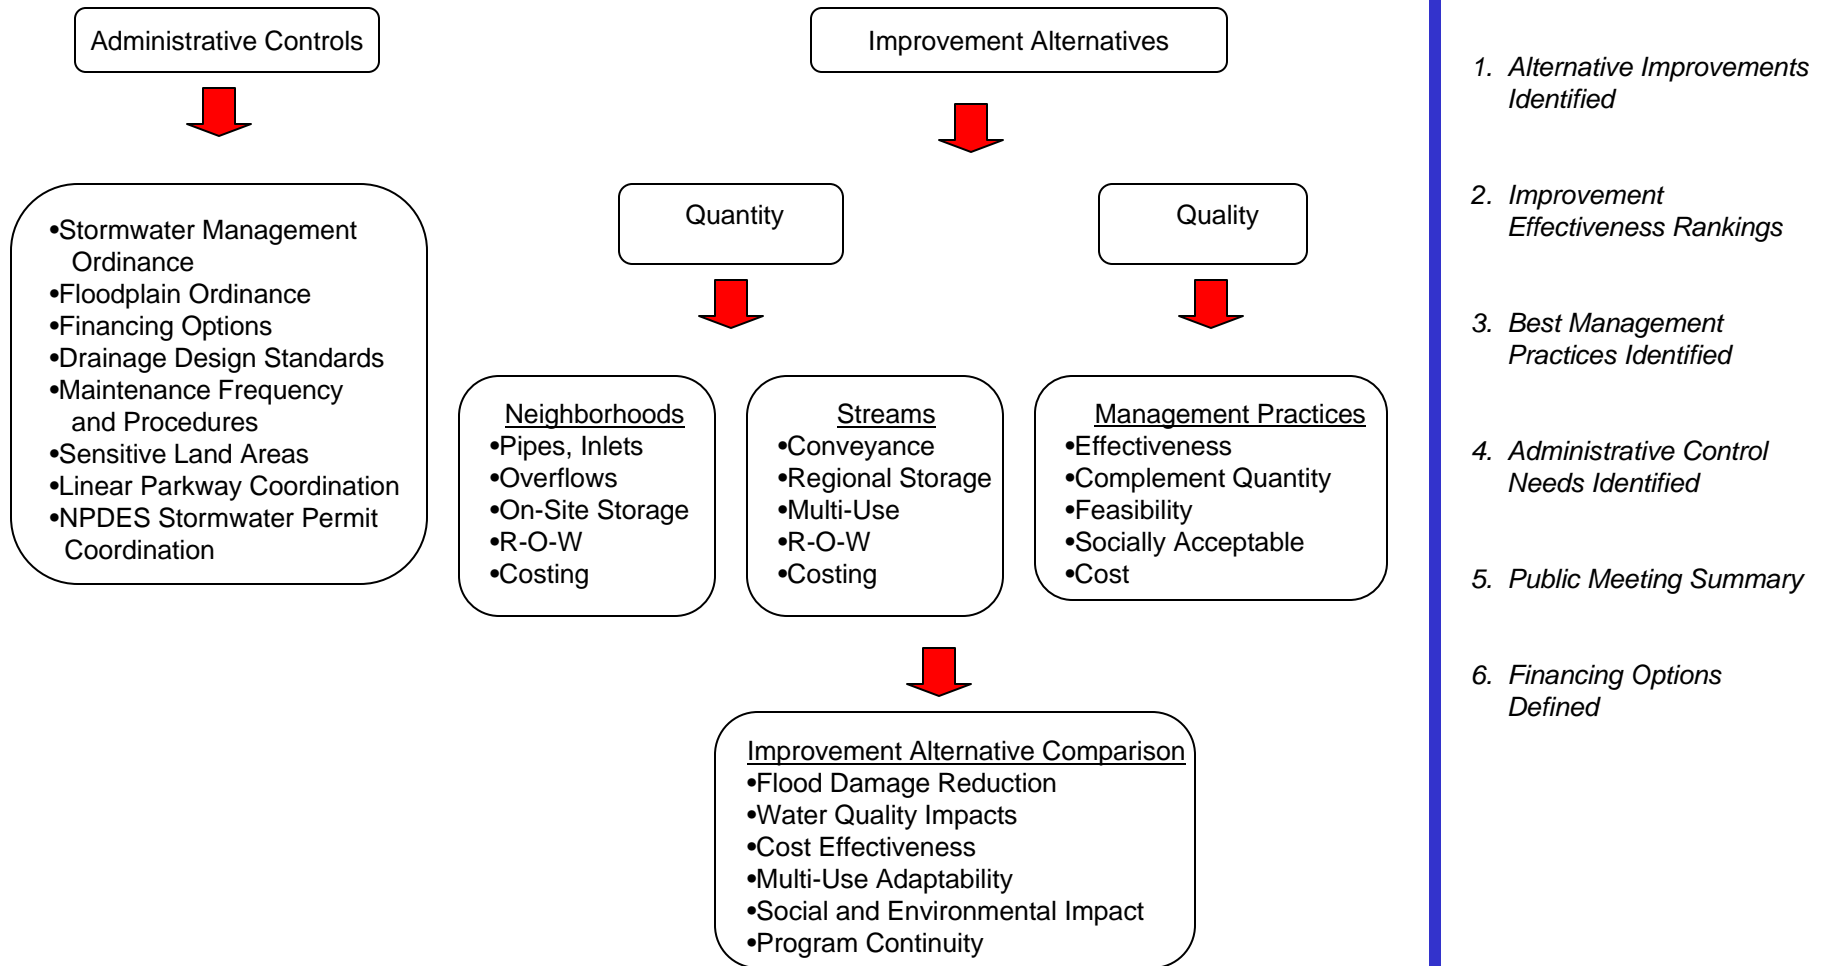 Administrative Controls
•Stormwater Management
Ordinance
•Floodplain Ordinance
•Financing Options
•Drainage Design Standards
•Maintenance Frequency
and Procedures
•Sensitive Land Areas
•Linear Parkway Coordination
•NPDES Stormwater Permit
Coordination
Improvement Alternatives
Quantity
Quality
Neighborhoods
•Pipes, Inlets
•Overflows
•On-Site Storage
•R-O-W
•Costing
Streams
•Conveyance
•Regional Storage
•Multi-Use
•R-O-W
•Costing
Management Practices
•Effectiveness
•Complement Quantity
•Feasibility
•Socially Acceptable
•Cost
Improvement Alternative Comparison
•Flood Damage Reduction
•Water Quality Impacts
•Cost Effectiveness
•Multi-Use Adaptability
•Social and Environmental Impact
•Program Continuity
1. Alternative Improvements
Identified
2. Improvement
Effectiveness Rankings
3. Best Management
Practices Identified
4. Administrative Control
Needs Identified
5. Public Meeting Summary
6. Financing Options
Defined